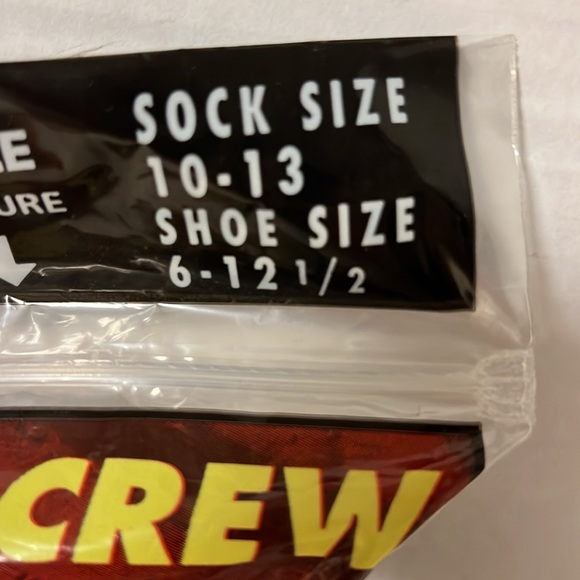 SOCK SIZE
10-13
SHOE SIZE
6-12 1/2
CREW